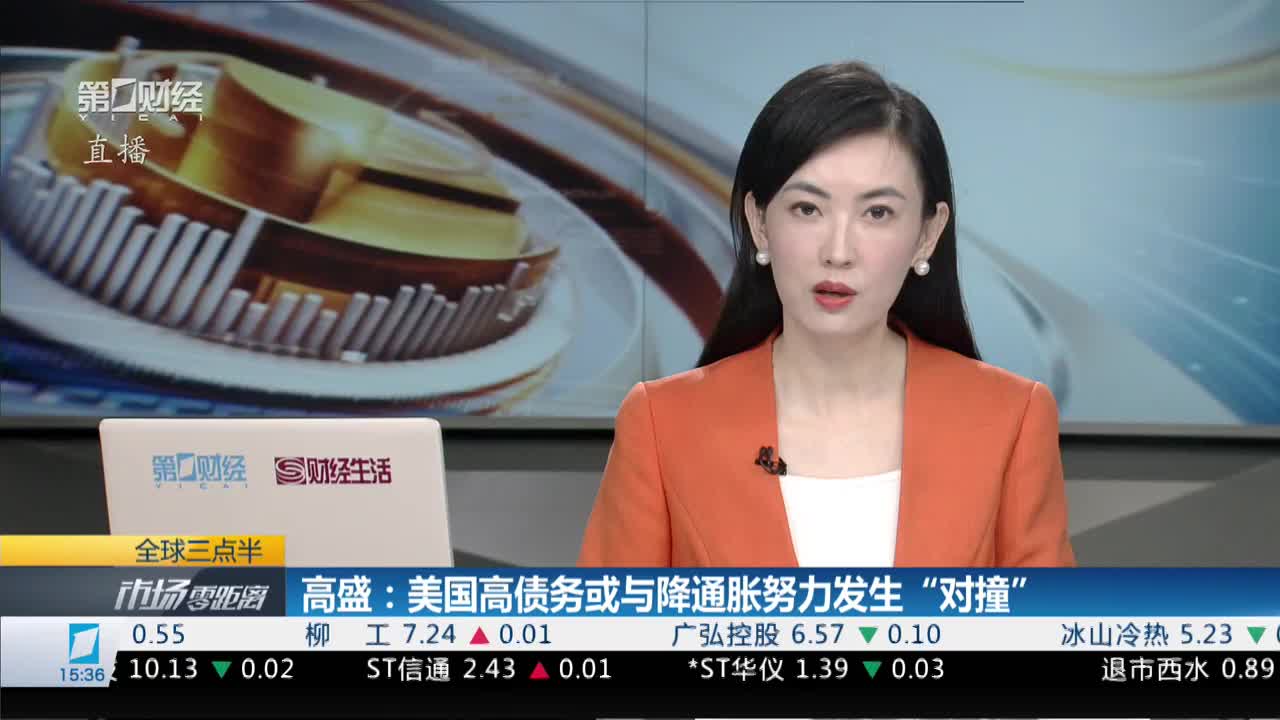 第一财经
YICAI
直播
第一财经 财经生活
YICAI
全球三点半
市场零距离
高盛：美国高债务或与降通胀努力发生“对撞”
0.55 柳 工 7.24 ▲ 0.01 广弘控股 6.57 ▼ 0.10 冰山冷热 5.23 ▼
15:36
10.13 ▼ 0.02 ST信通 2.43 ▲ 0.01 *ST华仪 1.39 ▼ 0.03 退市西水 0.89